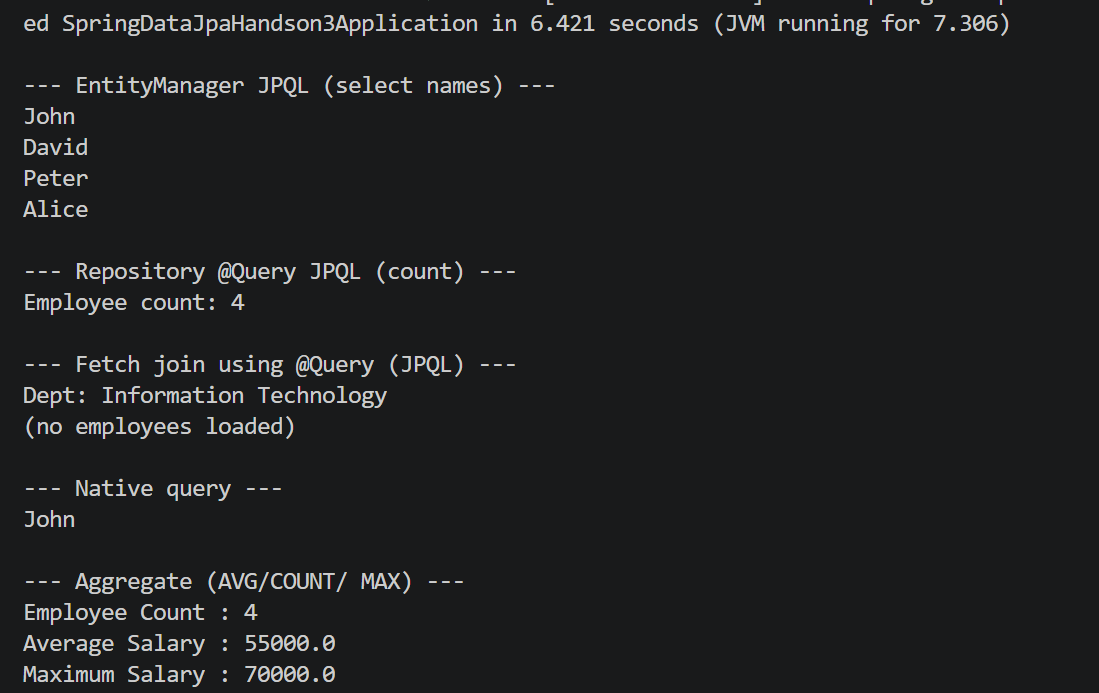 ed SpringDataJpaHandson3Application in 6.421 seconds (JVM running for 7.306)
--- EntityManager JPQL (select names) ---
John
David
Peter
Alice
--- Repository @Query JPQL (count) ---
Employee count: 4
--- Fetch join using @Query (JPQL) ---
Dept: Information Technology
(no employees loaded)
--- Native query ---
John
--- Aggregate (AVG/COUNT/ MAX) ---
Employee Count : 4
Average Salary : 55000.0
Maximum Salary : 70000.0